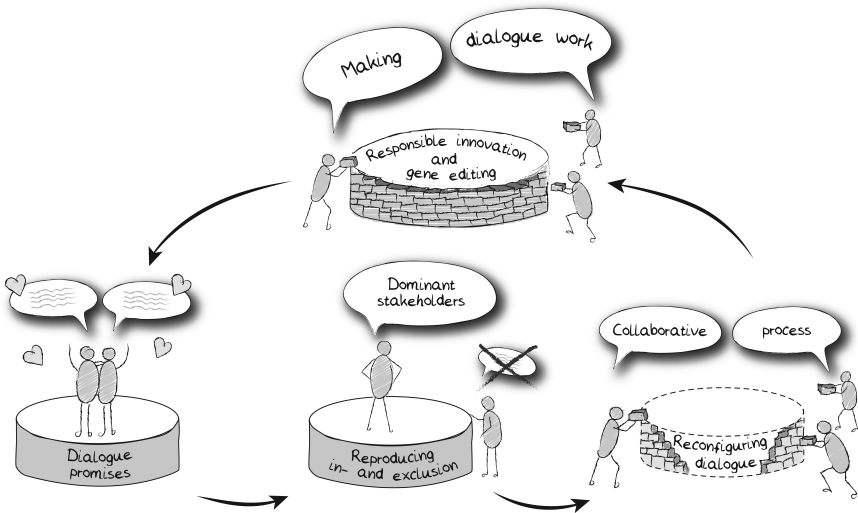 Making
dialogue work
Responsible innovation
and
gene editing
Dialogue
promises
Dominant
stakeholders
Reproducing
in- and exclusion
Collaborative
process
Reconfiguring
dialogue